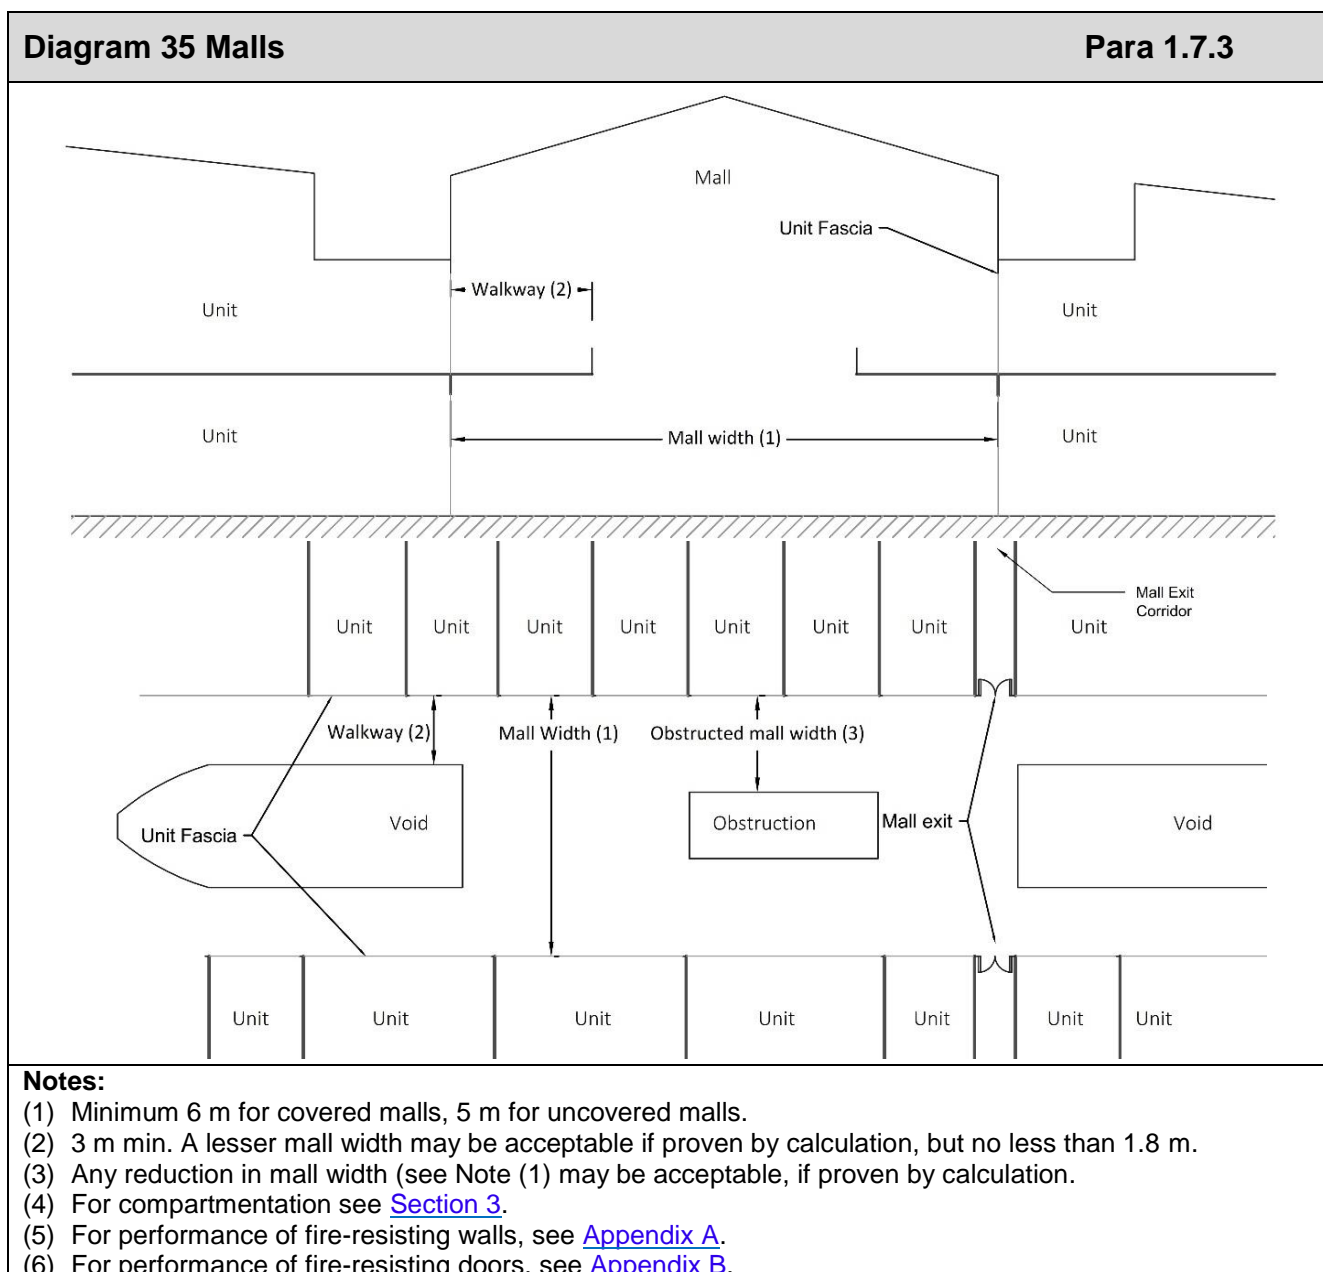 Diagram 35 Malls Para 1.7.3
Mall
Unit Fascia
Walkway (2)
Unit Unit
Unit Mall width (1) Unit
Mall Exit
Corridor
Unit Unit Unit Unit Unit Unit Unit Unit
Walkway (2) Mall Width (1) Obstructed mall width (3)
Unit Fascia Void Obstruction Mall exit Void
Unit Unit Unit Unit Unit Unit Unit
Notes:
(1) Minimum 6 m for covered malls, 5 m for uncovered malls.
(2) 3 m min. A lesser mall width may be acceptable if proven by calculation, but no less than 1.8 m.
(3) Any reduction in mall width (see Note (1) may be acceptable, if proven by calculation.
(4) For compartmentation see Section 3.
(5) For performance of fire-resisting walls, see Appendix A.
(6) For performance of fire-resisting doors, see Appendix B.